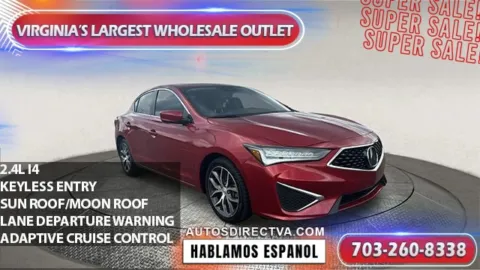 VIRGINIA'S LARGEST WHOLESALE OUTLET
SUPER SALE!
SUPER SALE!
SUPER SALE!
2.4L I4
KEYLESS ENTRY
SUN ROOF/MOON ROOF
LANE DEPARTURE WARNING
ADAPTIVE CRUISE CONTROL
AUTOSDIRECTVA.COM
HABLAMOS ESPANOL
703-260-8338